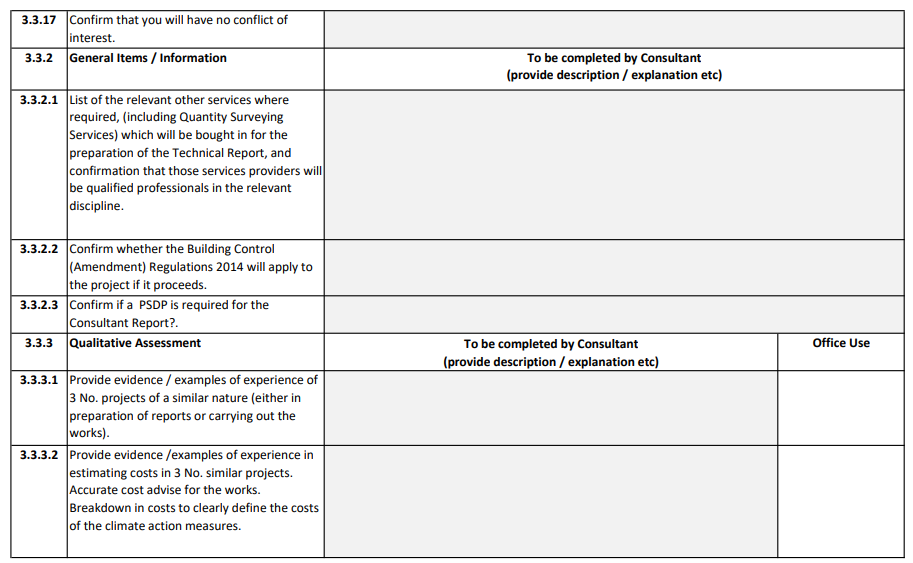 3.3.17 Confirm that you will have no conflict of
interest.
3.3.2 General Items / Information To be completed by Consultant
(provide description / explanation etc)
3.3.2.1 List of the relevant other services where
required, (including Quantity Surveying
Services) which will be bought in for the
preparation of the Technical Report, and
confirmation that those services providers will
be qualified professionals in the relevant
discipline.
3.3.2.2 Confirm whether the Building Control
(Amendment) Regulations 2014 will apply to
the project if it proceeds.
3.3.2.3 Confirm if a  PSDP is required for the
Consultant Report?.
3.3.3 Qualitative Assessment To be completed by Consultant Office Use
(provide description / explanation etc)
3.3.3.1 Provide evidence / examples of experience of
3 No. projects of a similar nature (either in
preparation of reports or carrying out the
works).
3.3.3.2 Provide evidence /examples of experience in
estimating costs in 3 No. similar projects.
Accurate cost advise for the works.
Breakdown in costs to clearly define the costs
of the climate action measures.